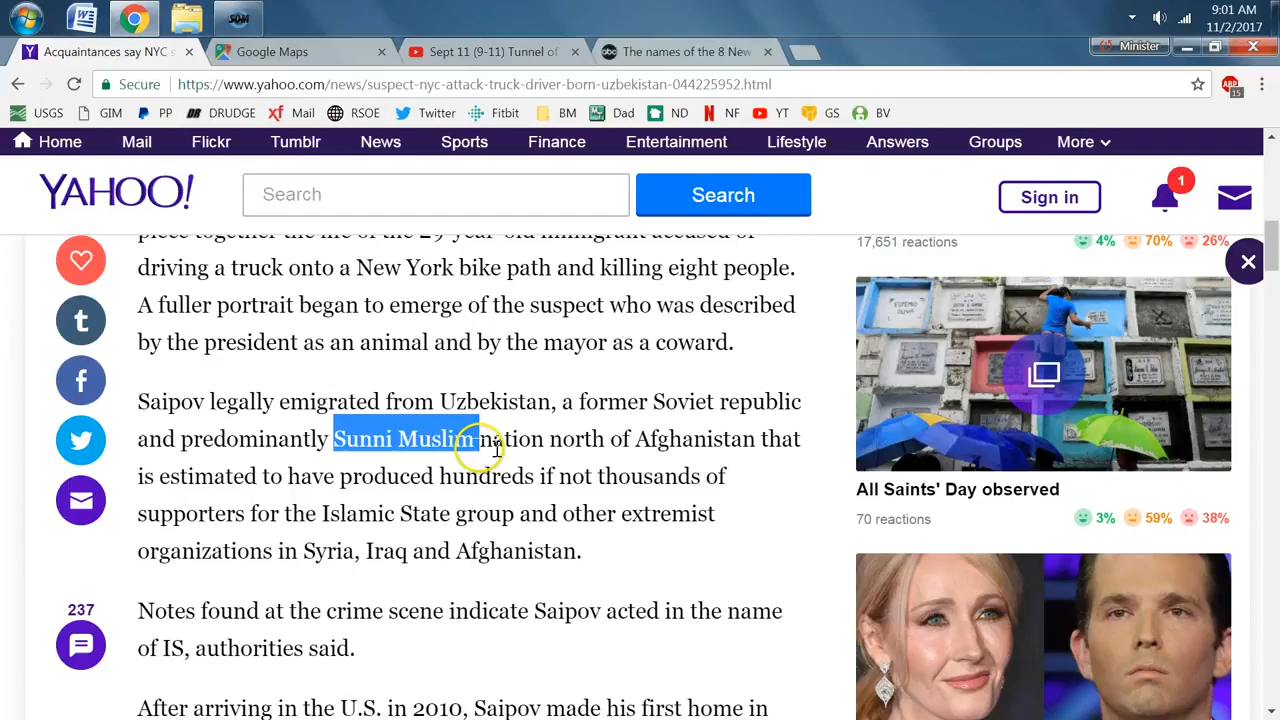 9:01 AM
11/2/2017
Acquaintances say NYC s
Google Maps
Sept 11 (9-11) Tunnel of
The names of the 8 New
Minister
Secure
https://www.yahoo.com/news/suspect-nyc-attack-truck-driver-born-uzbekistan-044225952.html
ABP
15
USGS GIM PP DRUDGE Mail RSOE Twitter Fitbit BM Dad ND NF YT GS BV
Home Mail Flickr Tumblr News Sports Entertainment Finance Lifestyle Answers Groups More
YAHOO!
Search
Search
Sign in
1
piece together the life of the 29-year-old immigrant accused of
driving a truck onto a New York bike path and killing eight people.
A fuller portrait began to emerge of the suspect who was described
by the president as an animal and by the mayor as a coward.
Saipov legally emigrated from Uzbekistan, a former Soviet republic
and predominantly Sunni Muslim nation north of Afghanistan that
is estimated to have produced hundreds if not thousands of
supporters for the Islamic State group and other extremist
organizations in Syria, Iraq and Afghanistan.
237
Notes found at the crime scene indicate Saipov acted in the name
of IS, authorities said.
After arriving in the U.S. in 2010, Saipov made his first home in
17,651 reactions
4% 70% 26%
All Saints' Day observed
70 reactions
3% 59% 38%